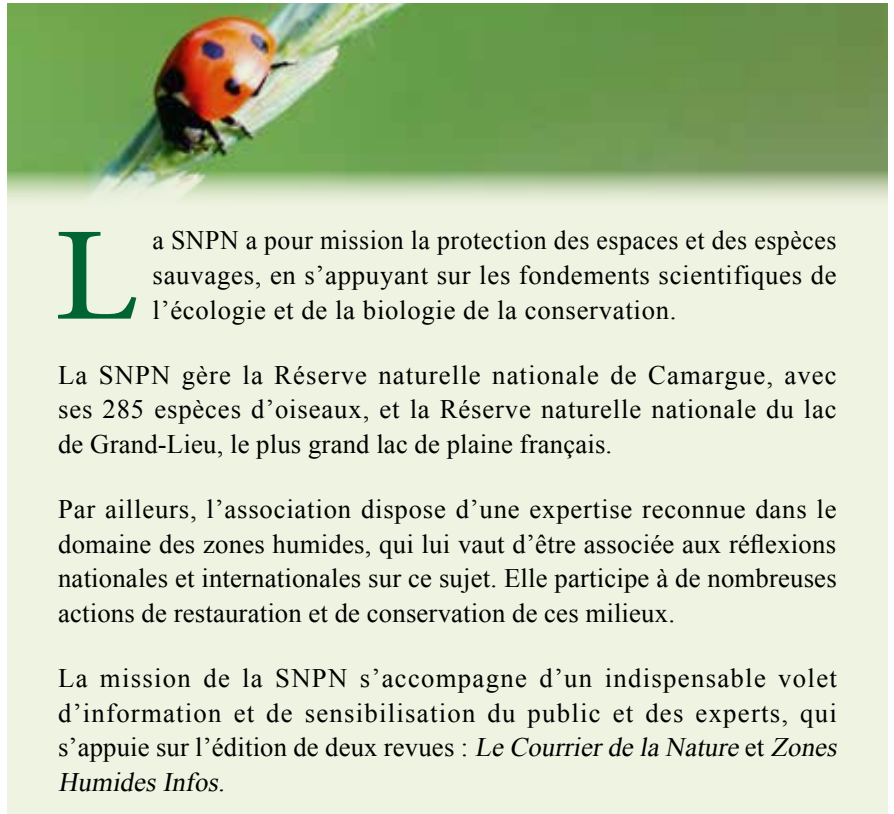 La SNPN a pour mission la protection des espaces et des espèces
sauvages, en s’appuyant sur les fondements scientifiques de
l’écologie et de la biologie de la conservation.
La SNPN gère la Réserve naturelle nationale de Camargue, avec
ses 285 espèces d’oiseaux, et la Réserve naturelle nationale du lac
de Grand-Lieu, le plus grand lac de plaine français.
Par ailleurs, l’association dispose d’une expertise reconnue dans le
domaine des zones humides, qui lui vaut d’être associée aux réflexions
nationales et internationales sur ce sujet. Elle participe à de nombreuses
actions de restauration et de conservation de ces milieux.
La mission de la SNPN s’accompagne d’un indispensable volet
d’information et de sensibilisation du public et des experts, qui
s’appuie sur l’édition de deux revues : Le Courrier de la Nature et Zones
Humides Infos.